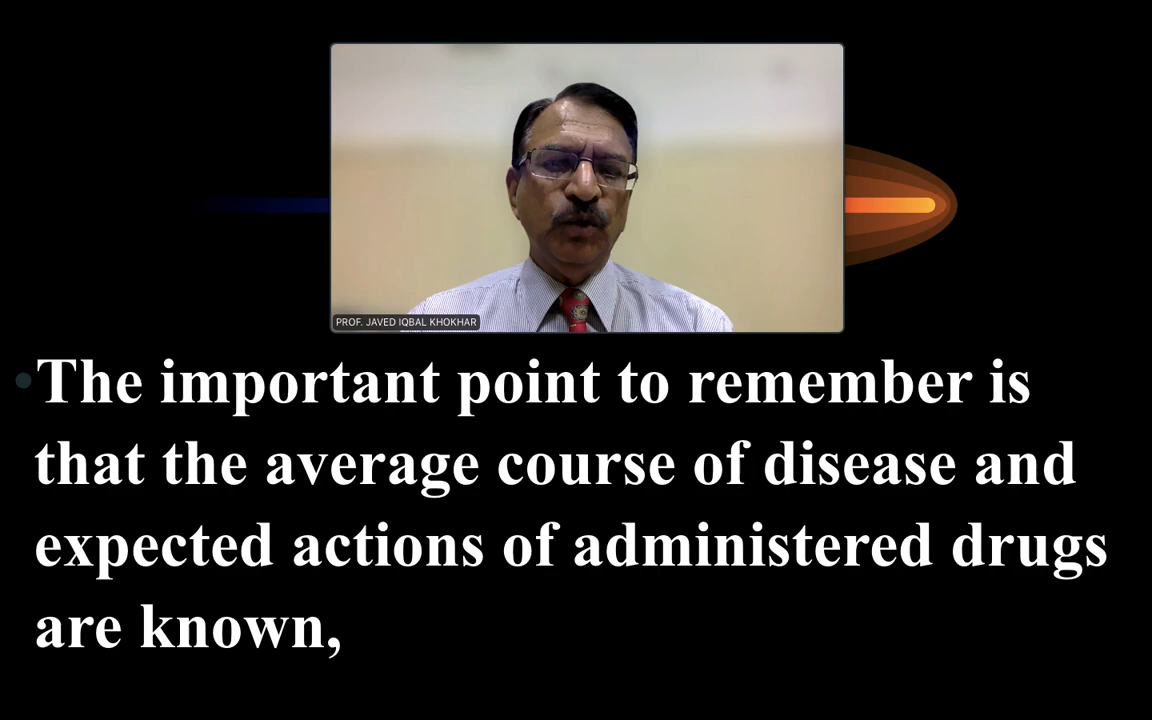 PROF. JAVED IQBAL KHOKHAR
•The important point to remember is
that the average course of disease and
expected actions of administered drugs
are known,